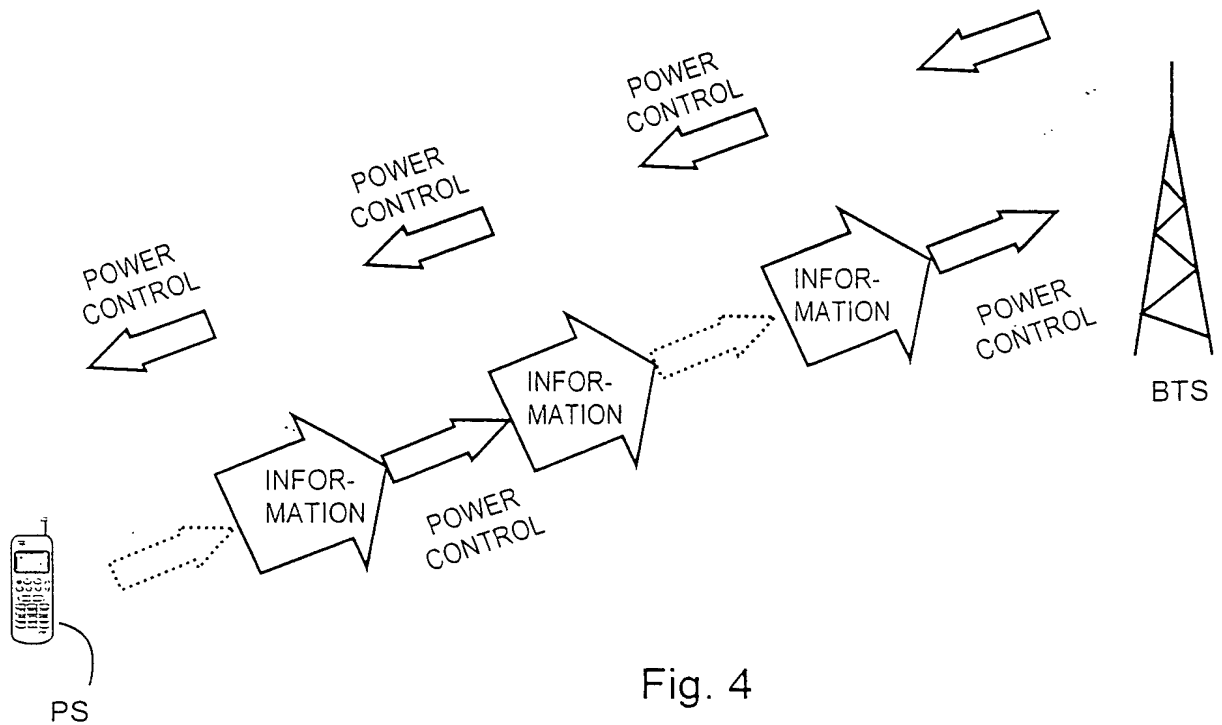 POWER
CONTROL
POWER
CONTROL
POWER
CONTROL
INFOR-
MATION
POWER
CONTROL
INFOR-
MATION
BTS
INFOR-
MATION
POWER
CONTROL
PS
Fig. 4